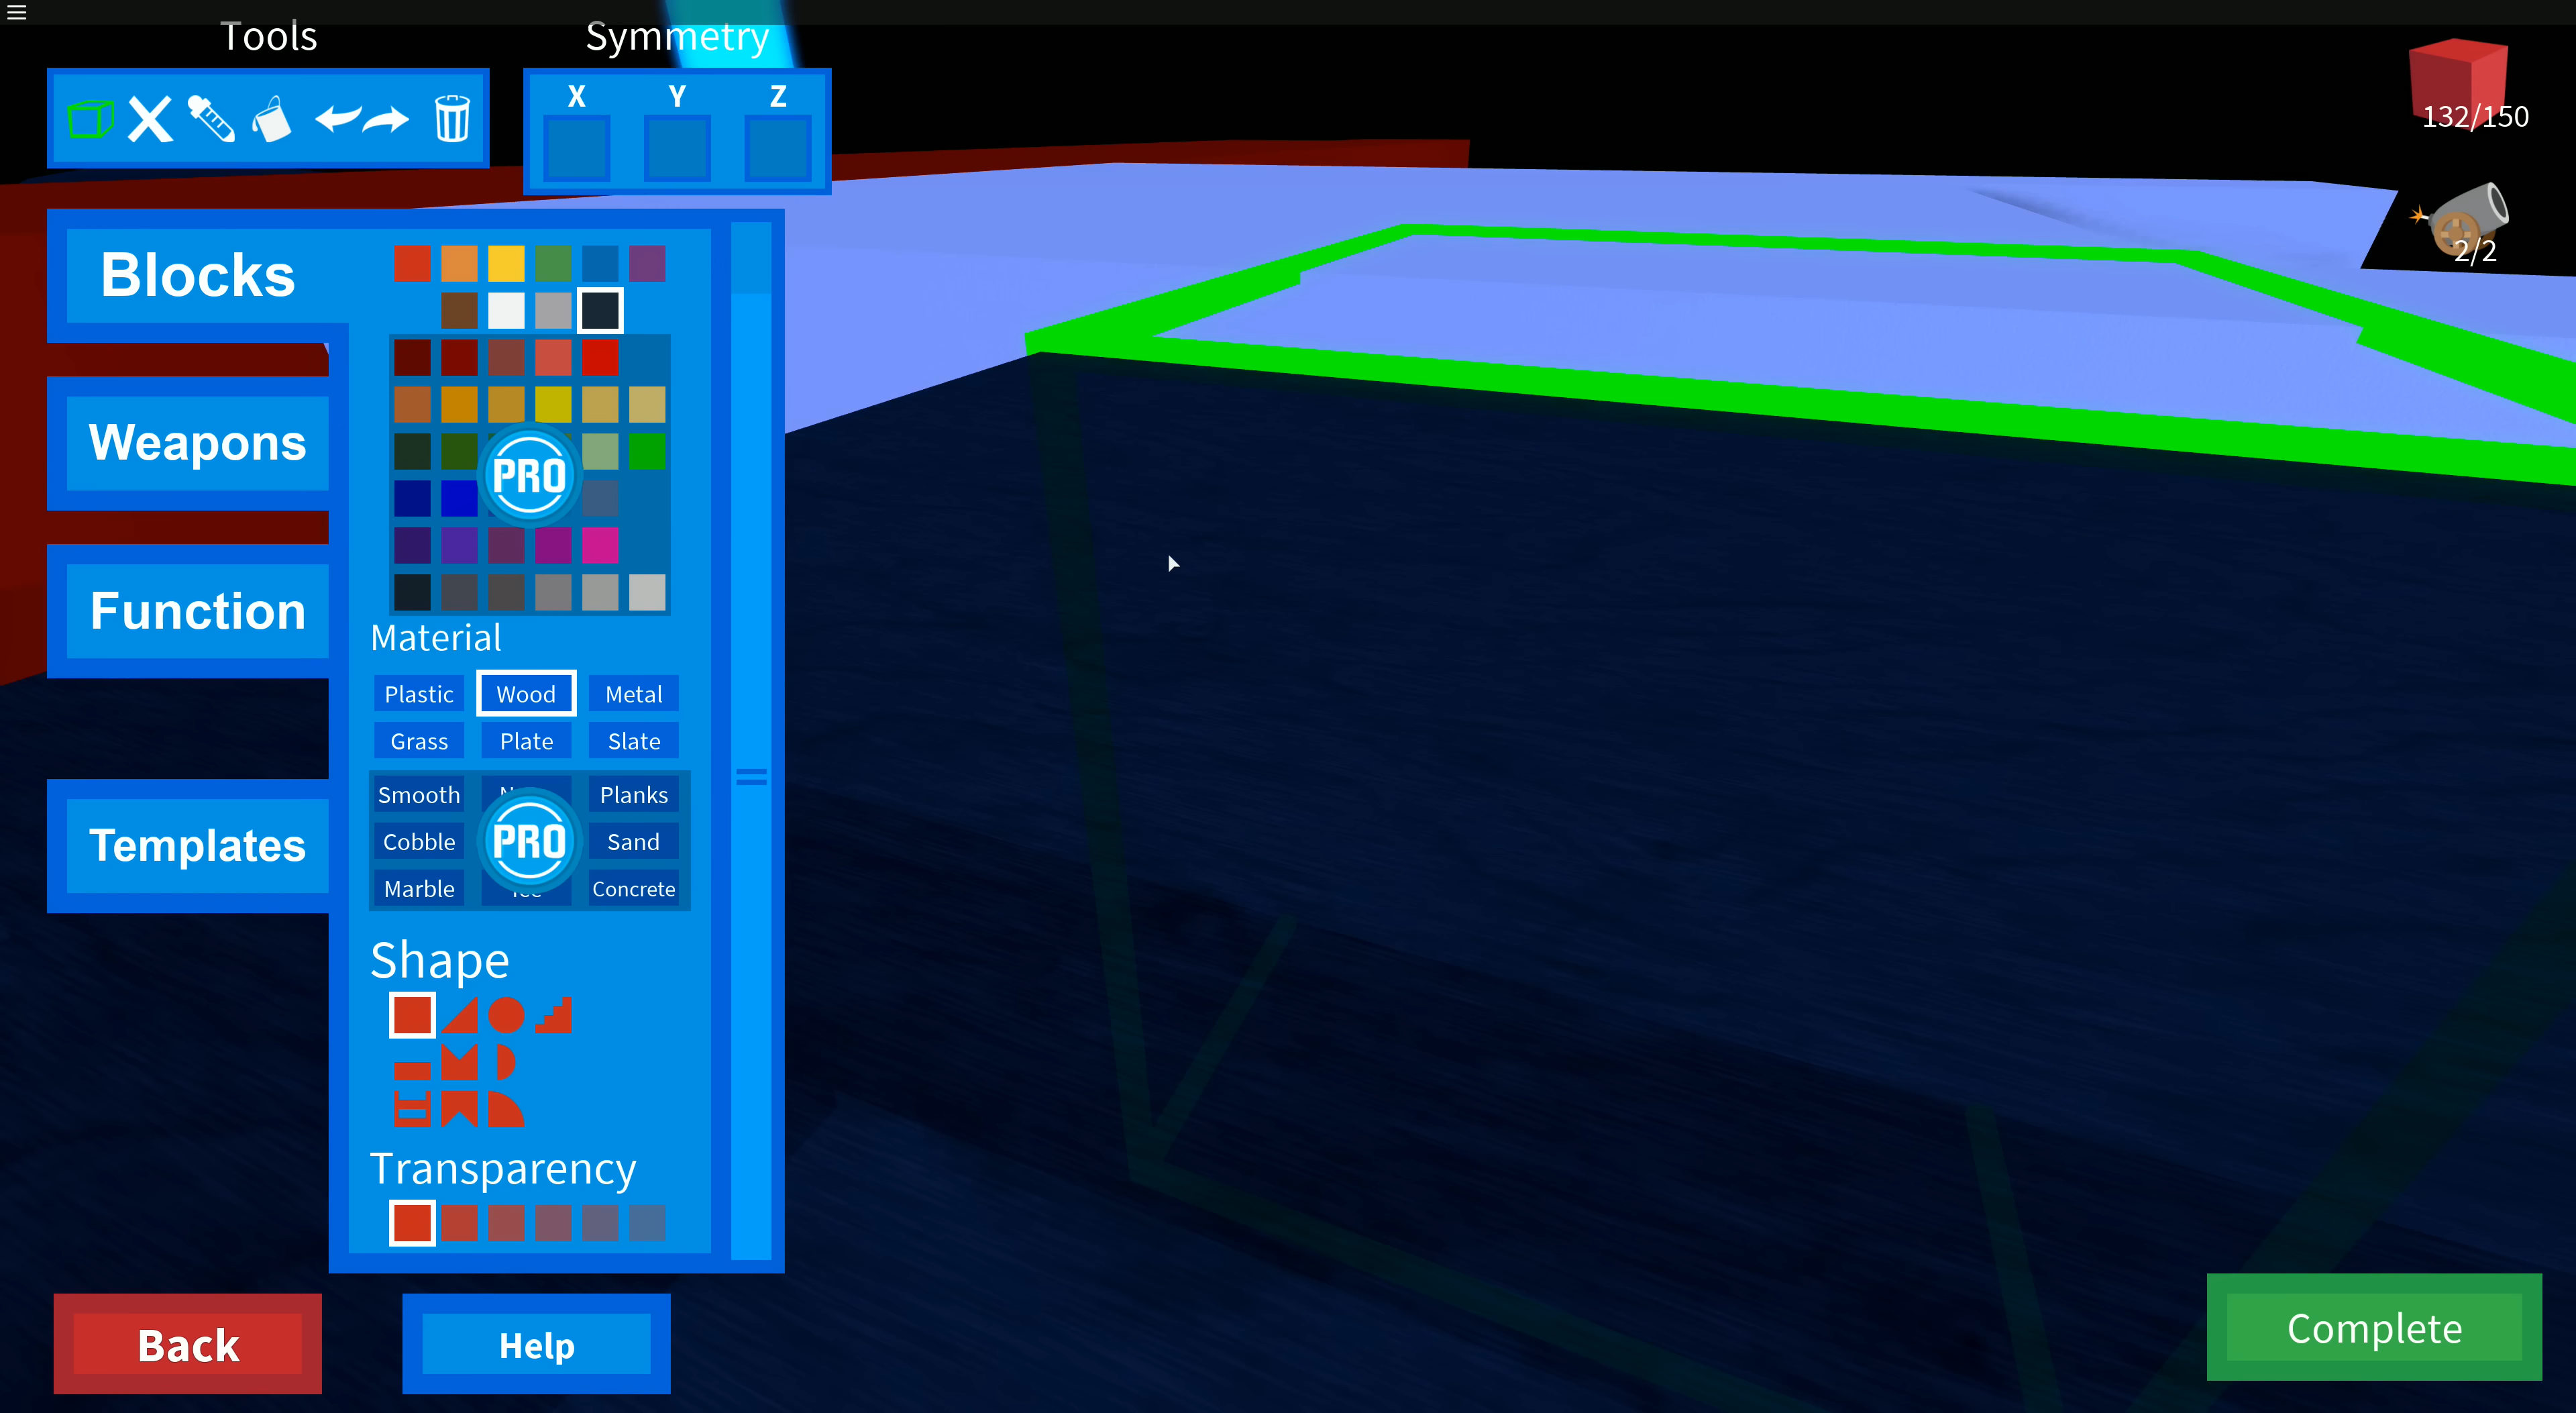 Tools
Symmetry
X Y Z
132/150
2/2
Blocks
Weapons
Function
Templates
PRO
Material
Plastic Wood Metal
Grass Plate Slate
Smooth Planks
Cobble PRO Sand
Marble Concrete
Shape
Transparency
Back
Help
Complete